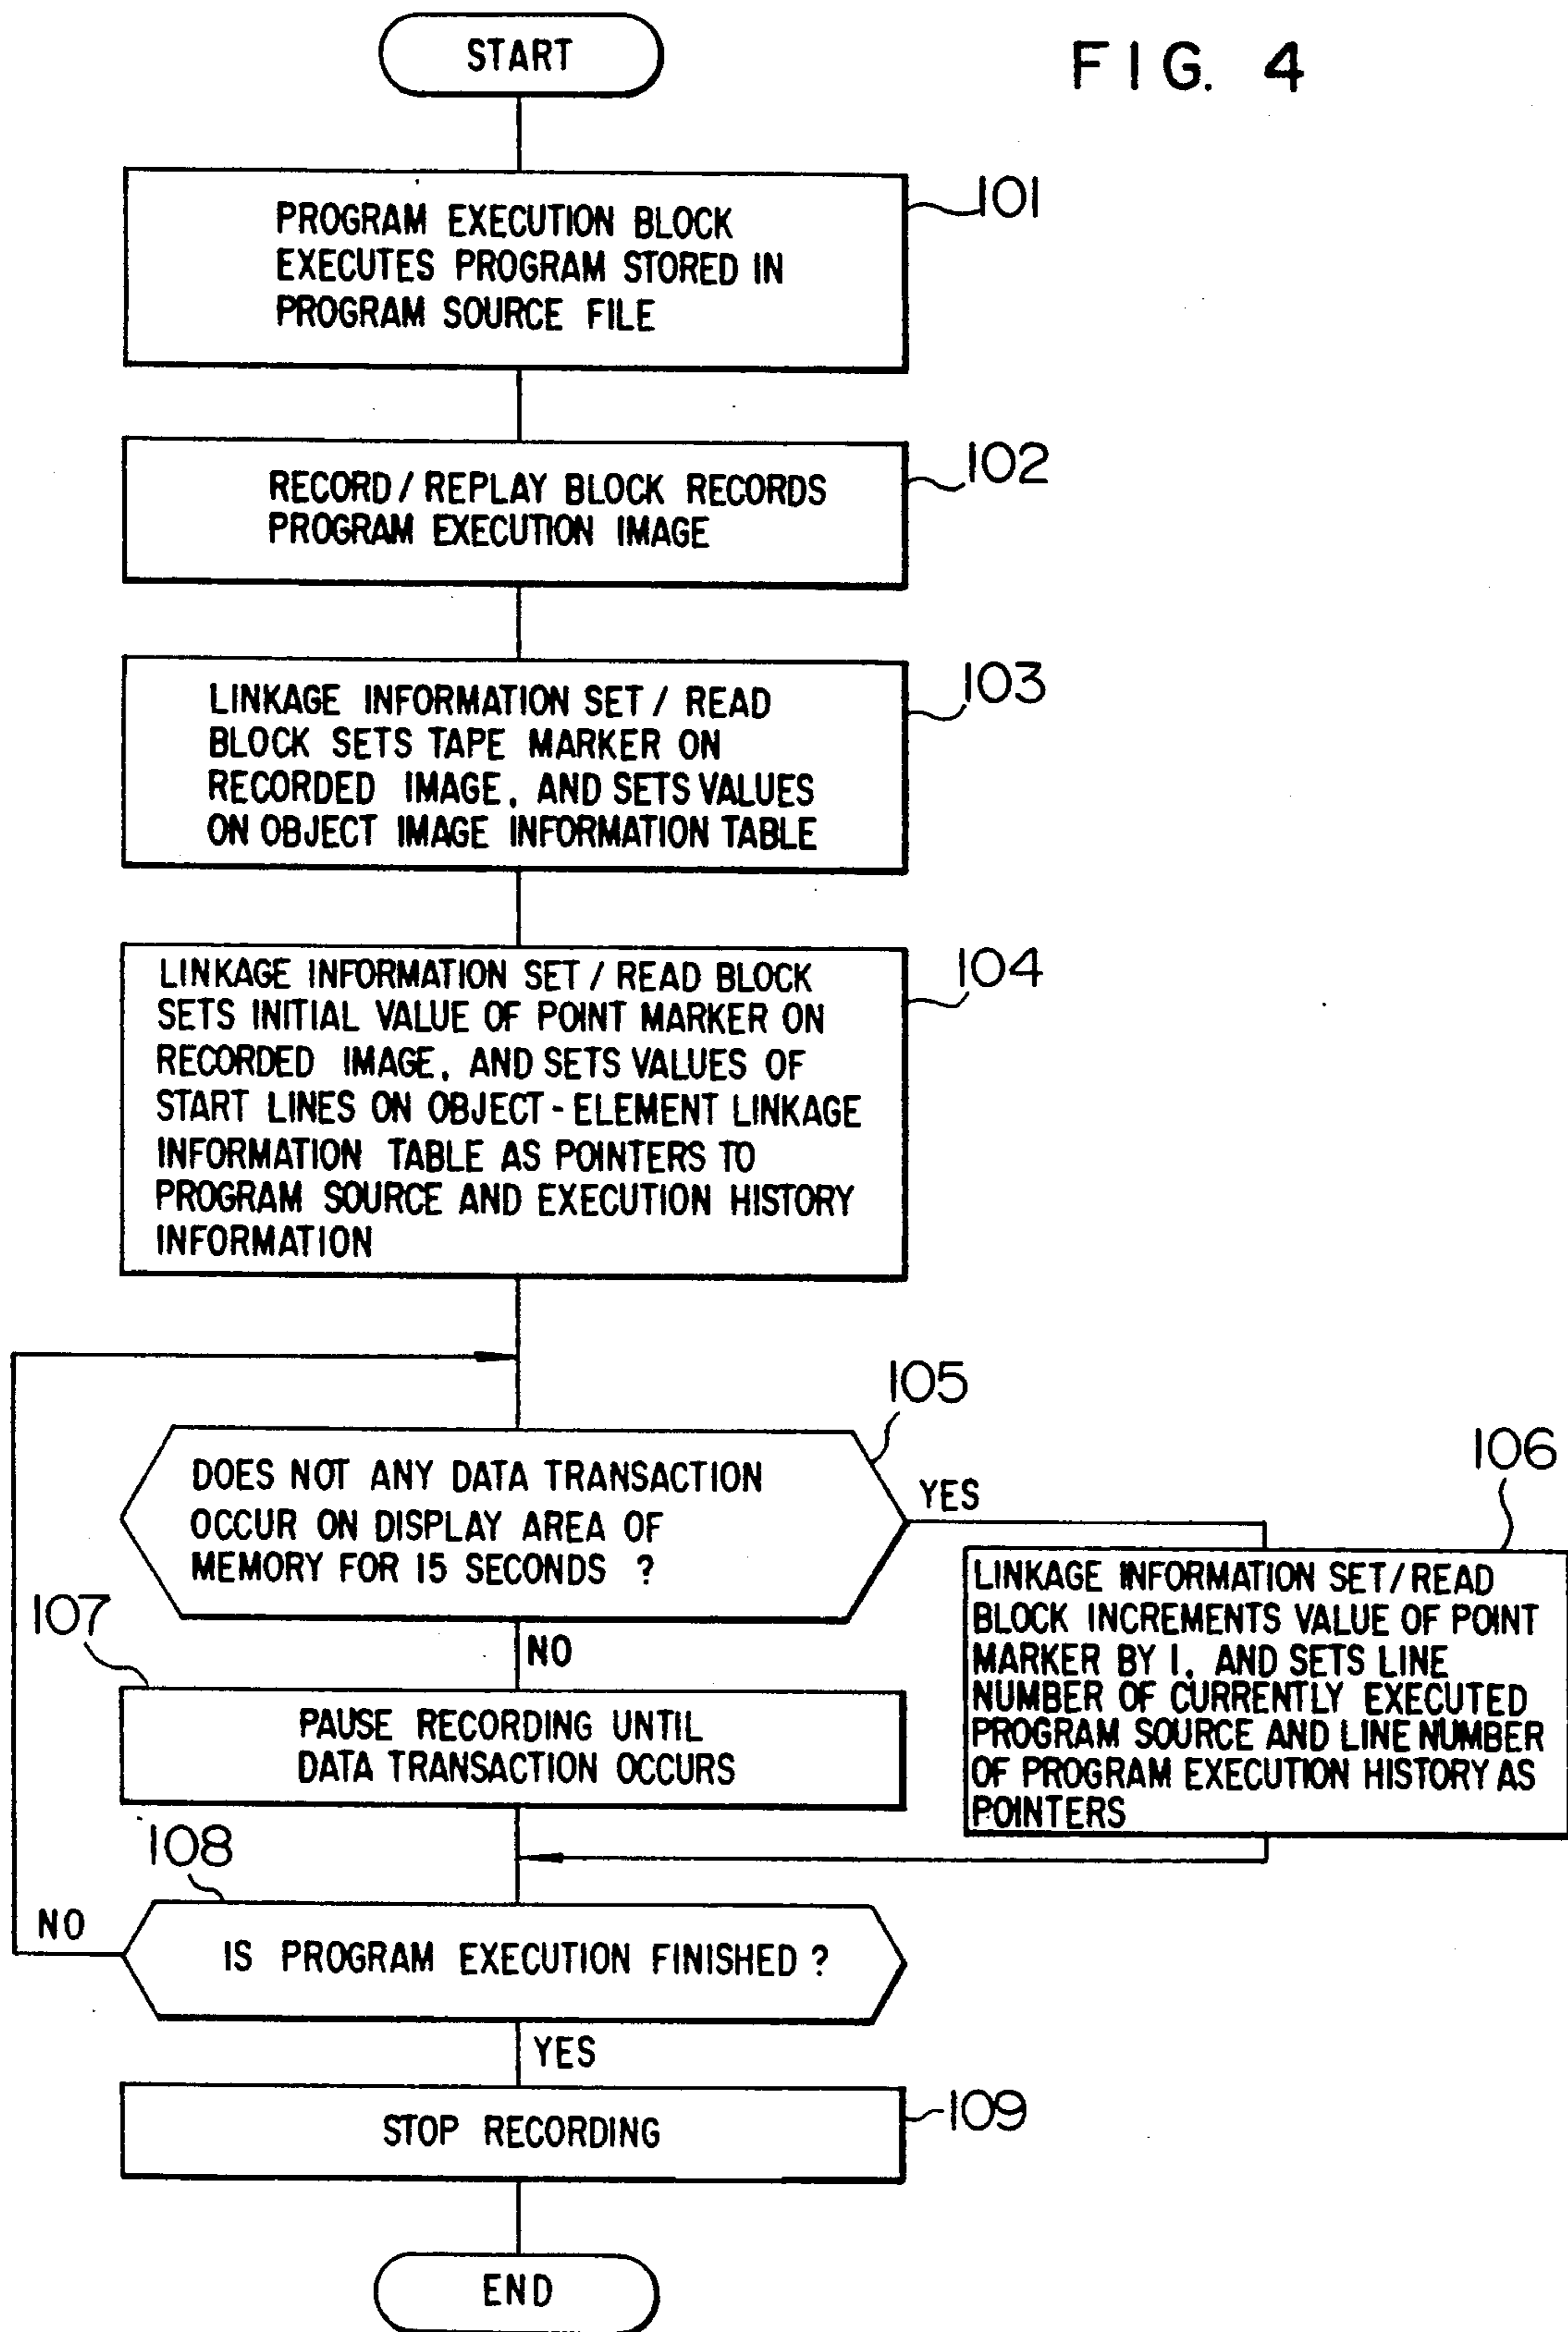 START
FIG. 4
101
PROGRAM EXECUTION BLOCK
EXECUTES PROGRAM STORED IN
PROGRAM SOURCE FILE
102
RECORD / REPLAY BLOCK RECORDS
PROGRAM EXECUTION IMAGE
103
LINKAGE INFORMATION SET / READ
BLOCK SETS TAPE MARKER ON
RECORDED IMAGE, AND SETS VALUES
ON OBJECT IMAGE INFORMATION TABLE
104
LINKAGE INFORMATION SET / READ BLOCK
SETS INITIAL VALUE OF POINT MARKER ON
RECORDED IMAGE, AND SETS VALUES OF
START LINES ON OBJECT - ELEMENT LINKAGE
INFORMATION TABLE AS POINTERS TO
PROGRAM SOURCE AND EXECUTION HISTORY
INFORMATION
105
DOES NOT ANY DATA TRANSACTION
OCCUR ON DISPLAY AREA OF
MEMORY FOR 15 SECONDS ?
YES
106
LINKAGE INFORMATION SET/READ
BLOCK INCREMENTS VALUE OF POINT
MARKER BY 1, AND SETS LINE
NUMBER OF CURRENTLY EXECUTED
PROGRAM SOURCE AND LINE NUMBER
OF PROGRAM EXECUTION HISTORY AS
POINTERS
107
NO
PAUSE RECORDING UNTIL
DATA TRANSACTION OCCURS
108
NO
IS PROGRAM EXECUTION FINISHED ?
YES
STOP RECORDING
109
END